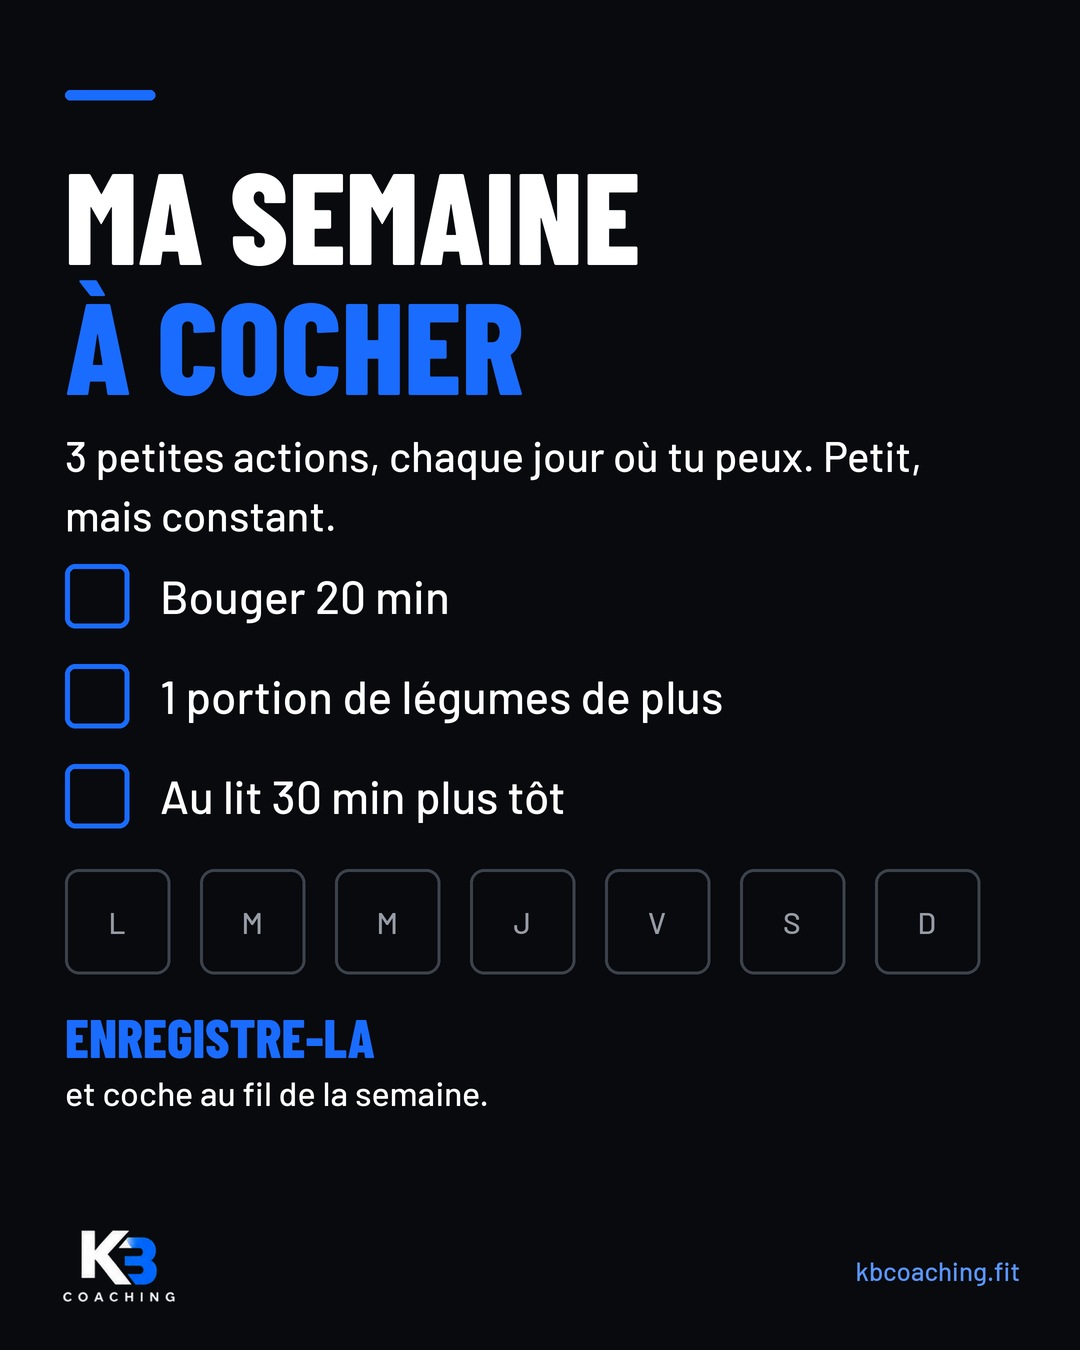 MA SEMAINE
À COCHER
3 petites actions, chaque jour où tu peux. Petit,
mais constant.
Bouger 20 min
1 portion de légumes de plus
Au lit 30 min plus tôt
L M M J V S D
ENREGISTRE-LA
et coche au fil de la semaine.
KB
COACHING
kbcoaching.fit